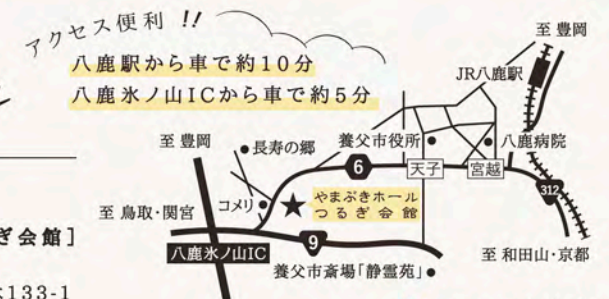 アクセス便利!!
八鹿駅から車で約10分
八鹿氷ノ山ICから車で約5分
至 豊岡
JR八鹿駅
至 豊岡
長寿の郷
養父市役所
八鹿病院
6
天子
宮越
312
コメリ
やまぶきホール
つるぎ会館
至 鳥取・関宮
ぎ会館]
八鹿氷ノ山IC
9
至 和田山・京都
養父市斎場「静霊苑」
133-1